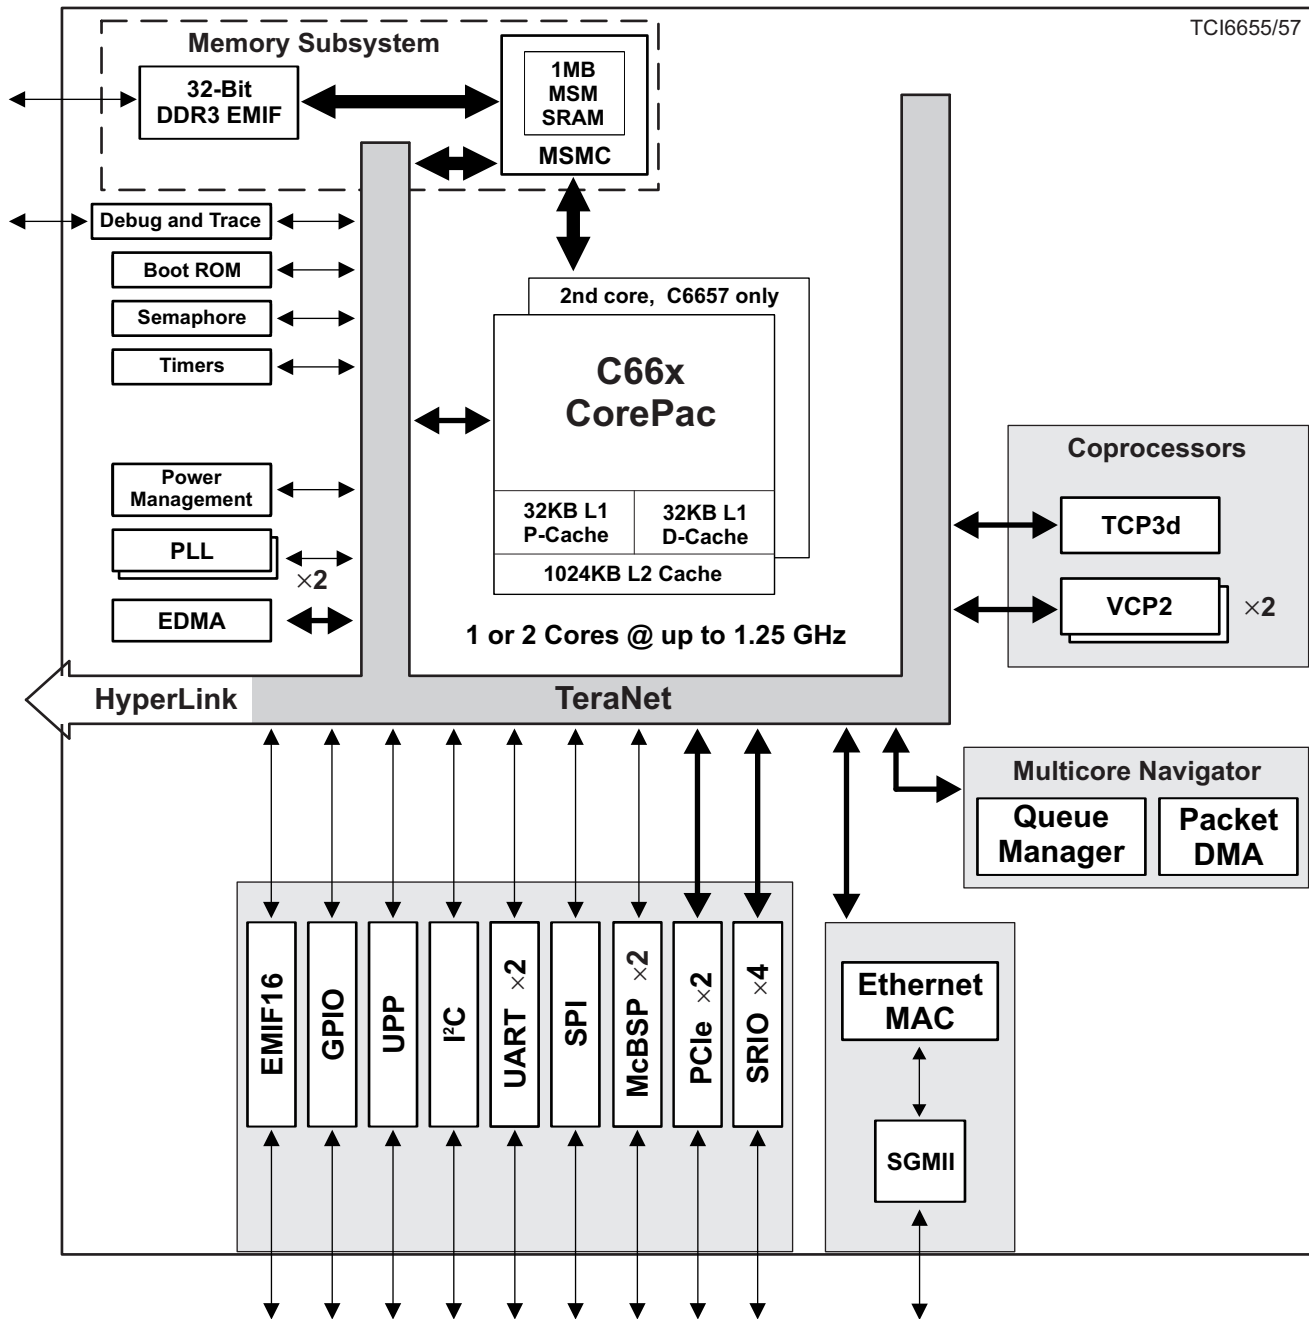 TCI6655/57
Memory Subsystem
32-Bit
DDR3 EMIF
1MB
MSM
SRAM
MSMC
Debug and Trace
Boot ROM
Semaphore
Timers
Power
Management
PLL
×2
EDMA
2nd core, C6657 only
C66x
CorePac
32KB L1
P-Cache
32KB L1
D-Cache
1024KB L2 Cache
1 or 2 Cores @ up to 1.25 GHz
Coprocessors
TCP3d
VCP2
×2
HyperLink
TeraNet
Multicore Navigator
Queue
Manager
Packet
DMA
EMIF16
GPIO
UPP
I²C
UART ×2
SPI
McBSP ×2
PCIe ×2
SRIO ×4
Ethernet
MAC
SGMII